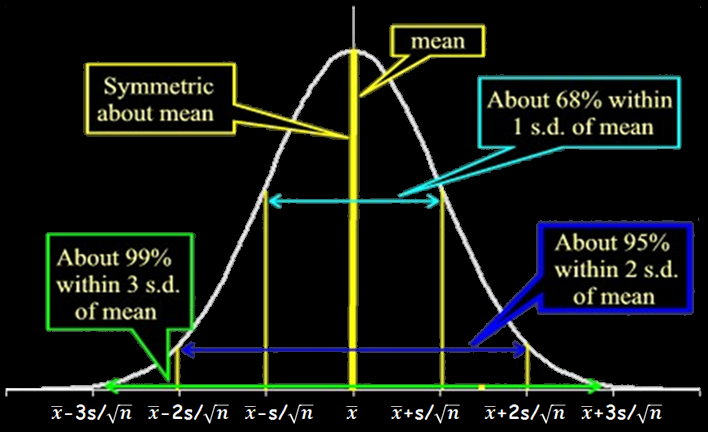 mean
Symmetric
about mean
About 68% within
1 s.d. of mean
About 99%
within 3 s.d.
of mean
About 95%
within 2 s.d.
of mean
x̅-3s/√n x̅-2s/√n x̅-s/√n x̅ x̅+s/√n x̅+2s/√n x̅+3s/√n